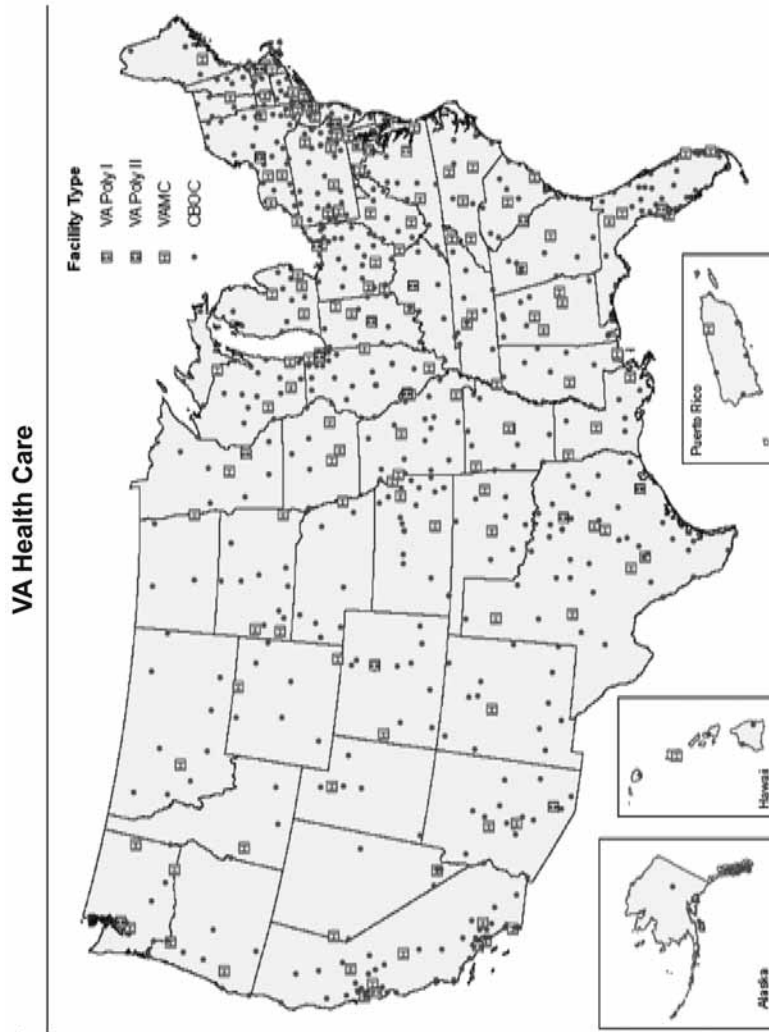 VA Health Care
Facility Type
VA Poly I
VA Poly II
VAMC
CBOC
Alaska
Hawaii
Puerto Rico